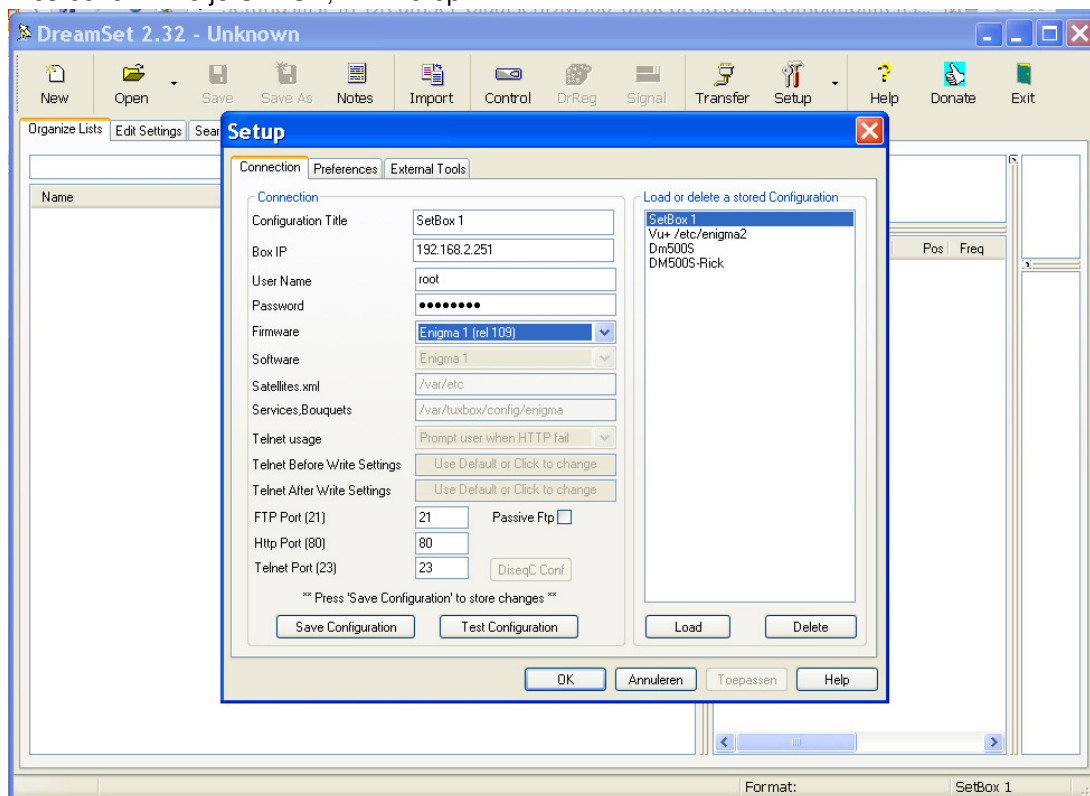 DreamSet 2.32 - Unknown
New Open Save Save As Notes Import Control DrReg Signal Transfer Setup Help Donate Exit
Organize Lists Edit Settings Sear
Setup
Connection Preferences External Tools
Name
Pos Freq
Connection
Configuration Title SetBox 1
Box IP 192.168.2.251
User Name root
Password ●●●●●●●●
Firmware Enigma 1 (rel 109)
Software Enigma 1
Satellites.xml /var/etc
Services,Bouquets /var/tuxbox/config/enigma
Telnet usage Prompt user when HTTP fail
Telnet Before Write Settings Use Default or Click to change
Telnet After Write Settings Use Default or Click to change
FTP Port (21) 21 Passive Ftp
Http Port (80) 80
Telnet Port (23) 23 DiseqC Conf
** Press 'Save Configuration' to store changes **
Save Configuration Test Configuration
Load or delete a stored Configuration
SetBox 1
Vu+ /etc/enigma2
Dm500S
DM500S-Rick
Load Delete
OK Annuleren Toepassen Help
Format: SetBox 1